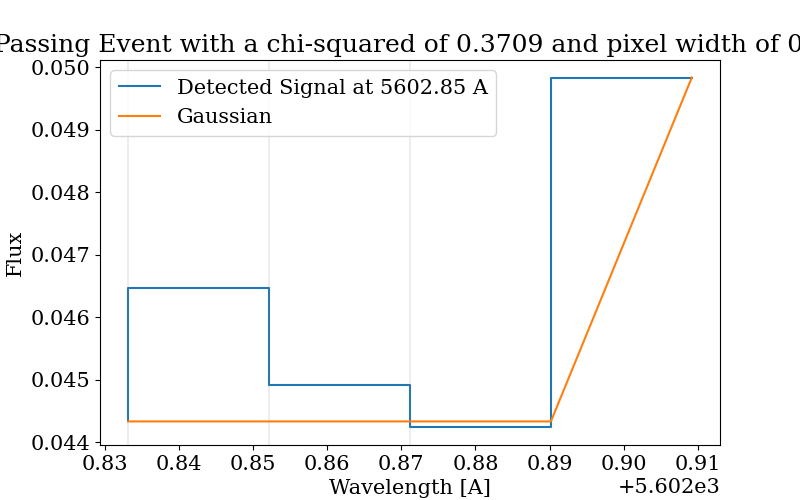 Passing Event with a chi-squared of 0.3709 and pixel width of 0
Detected Signal at 5602.85 A
Gaussian
Flux
0.050
0.049
0.048
0.047
0.046
0.045
0.044
0.83 0.84 0.85 0.86 0.87 0.88 0.89 0.90 0.91
Wavelength [A]
+5.602e3